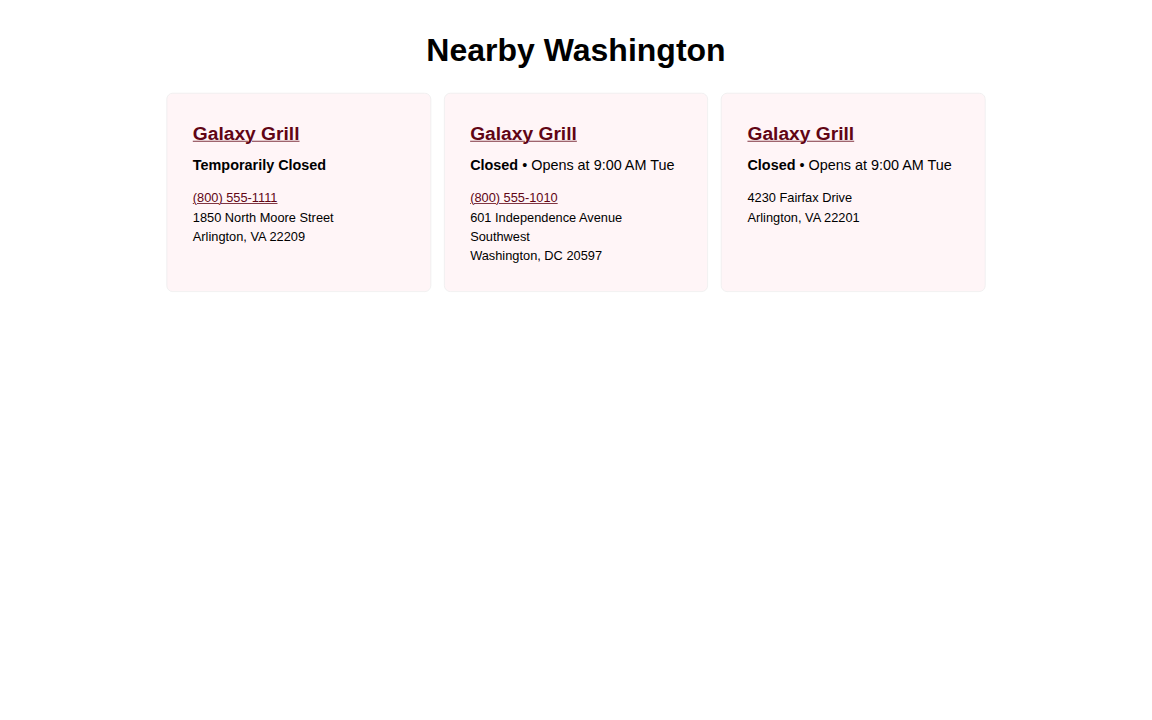 Nearby Washington
Galaxy Grill
Temporarily Closed
(800) 555-1111
1850 North Moore Street
Arlington, VA 22209
Galaxy Grill
Closed • Opens at 9:00 AM Tue
(800) 555-1010
601 Independence Avenue
Southwest
Washington, DC 20597
Galaxy Grill
Closed • Opens at 9:00 AM Tue
4230 Fairfax Drive
Arlington, VA 22201